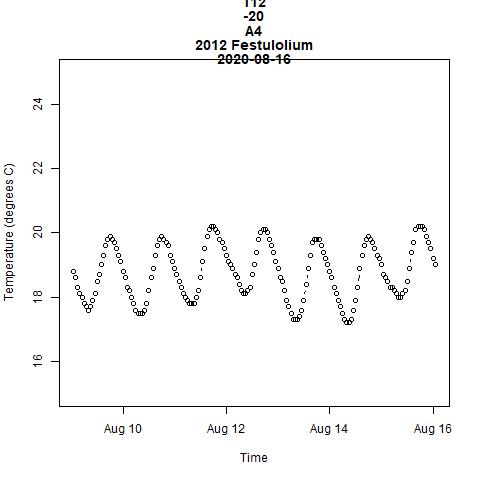 T12
-20
A4
2012 Festulolium
2020-08-16
Temperature (degrees C)
24
22
20
18
16
Aug 10
Aug 12
Aug 14
Aug 16
Time